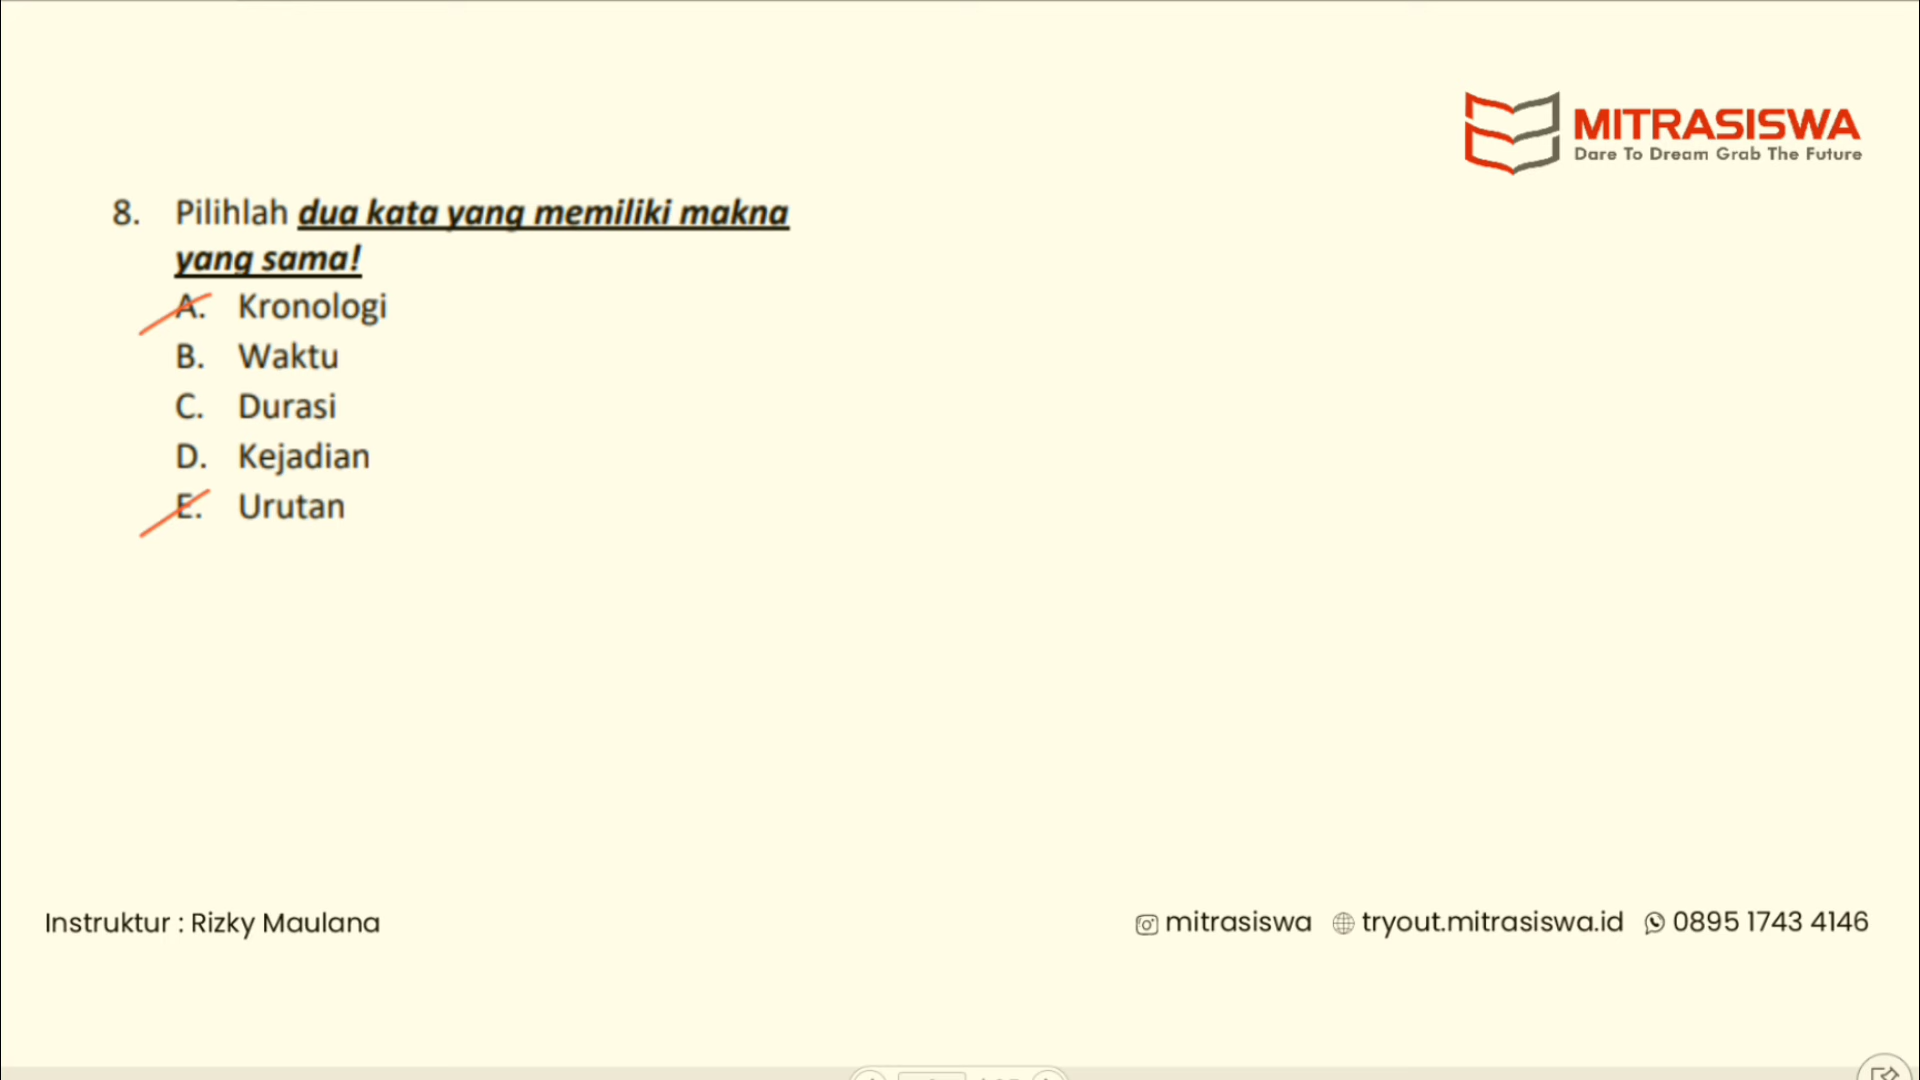 MITRASISWA
Dare To Dream Grab The Future
8. Pilihlah dua kata yang memiliki makna
yang sama!
A. Kronologi
B. Waktu
C. Durasi
D. Kejadian
E. Urutan
Instruktur : Rizky Maulana
mitrasiswa tryout.mitrasiswa.id 0895 1743 4146